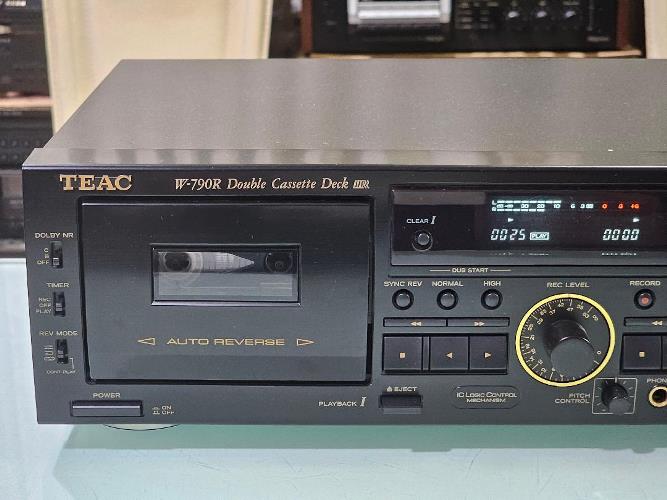 TEAC
W-790R Double Cassette Deck
DOLBY NR
C
B
OFF
TIMER
REC
OFF
PLAY
REV MODE
CONT PLAY
AUTO REVERSE
POWER
ON
OFF
PLAYBACK I
EJECT
CLEAR I
0025 PLAY
0000
DUB START
SYNC REV NORMAL HIGH
REC LEVEL
RECORD
IC LOGIC CONTROL
MECHANISM
PITCH
CONTROL